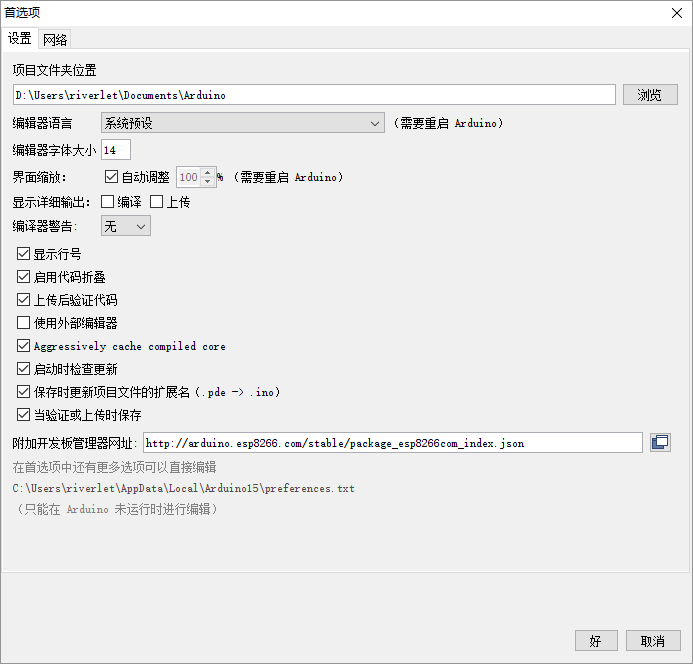 首选项
设置 网络
项目文件夹位置
D:\Users\riverlet\Documents\Arduino 浏览
编辑器语言 系统预设 （需要重启 Arduino）
编辑器字体大小 14
界面缩放： 自动调整 100 % （需要重启 Arduino）
显示详细输出： 编译 上传
编译器警告: 无
显示行号
启用代码折叠
上传后验证代码
使用外部编辑器
Aggressively cache compiled core
启动时检查更新
保存时更新项目文件的扩展名（.pde -> .ino）
当验证或上传时保存
附加开发板管理器网址: http://arduino.esp8266.com/stable/package_esp8266com_index.json
在首选项中还有更多选项可以直接编辑
C:\Users\riverlet\AppData\Local\Arduino15\preferences.txt
（只能在 Arduino 未运行时进行编辑）
好 取消